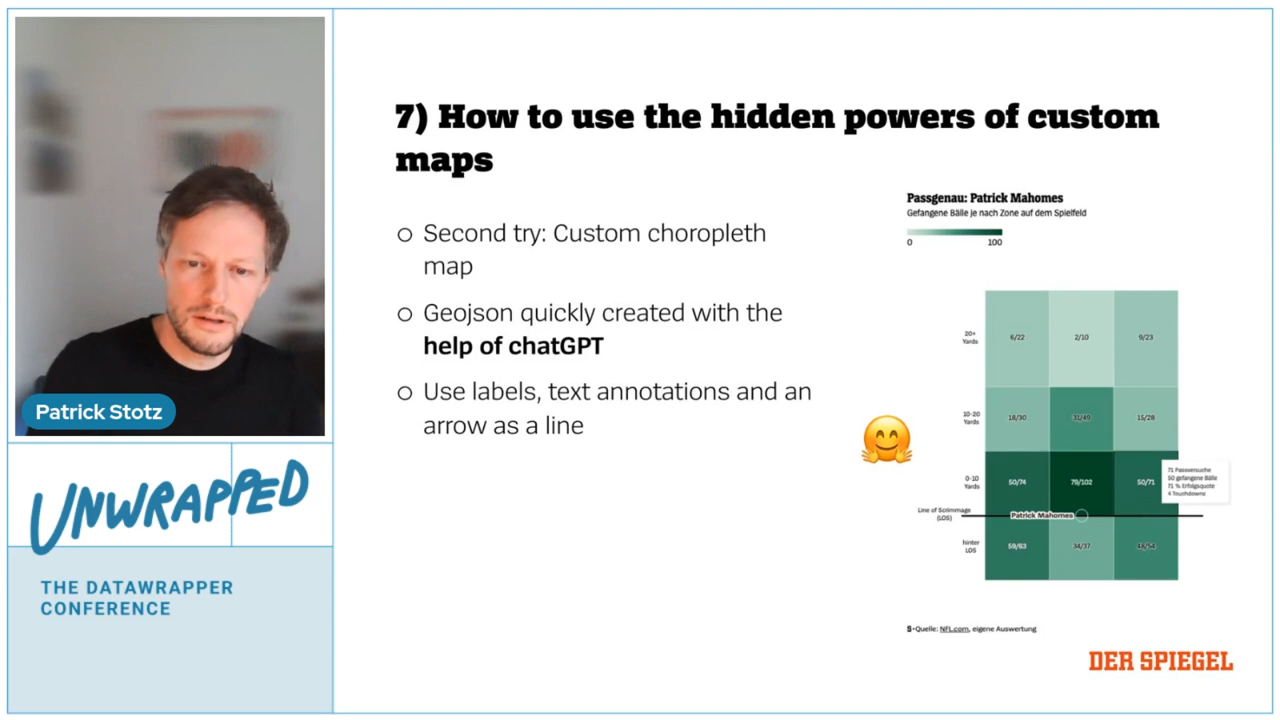 7) How to use the hidden powers of custom
maps
Second try: Custom choropleth
map
Geojson quickly created with the
help of chatGPT
Use labels, text annotations and an
arrow as a line
Passgenau: Patrick Mahomes
Gefangene Bälle je nach Zone auf dem Spielfeld
0 100
20+
Yards
6/22 2/10 9/23
10-20
Yards
18/30 31/49 15/28
0-10
Yards
50/74 79/102 50/71
71 Passversuche
50 gefangene Bälle
71 % Erfolgsquote
4 Touchdowns
Line of Scrimmage
(LOS)
Patrick Mahomes
hinter
LOS
59/63 34/37 48/54
S•Quelle: NFL.com, eigene Auswertung
DER SPIEGEL
Patrick Stotz
UNWRAPPED
THE DATAWRAPPER
CONFERENCE